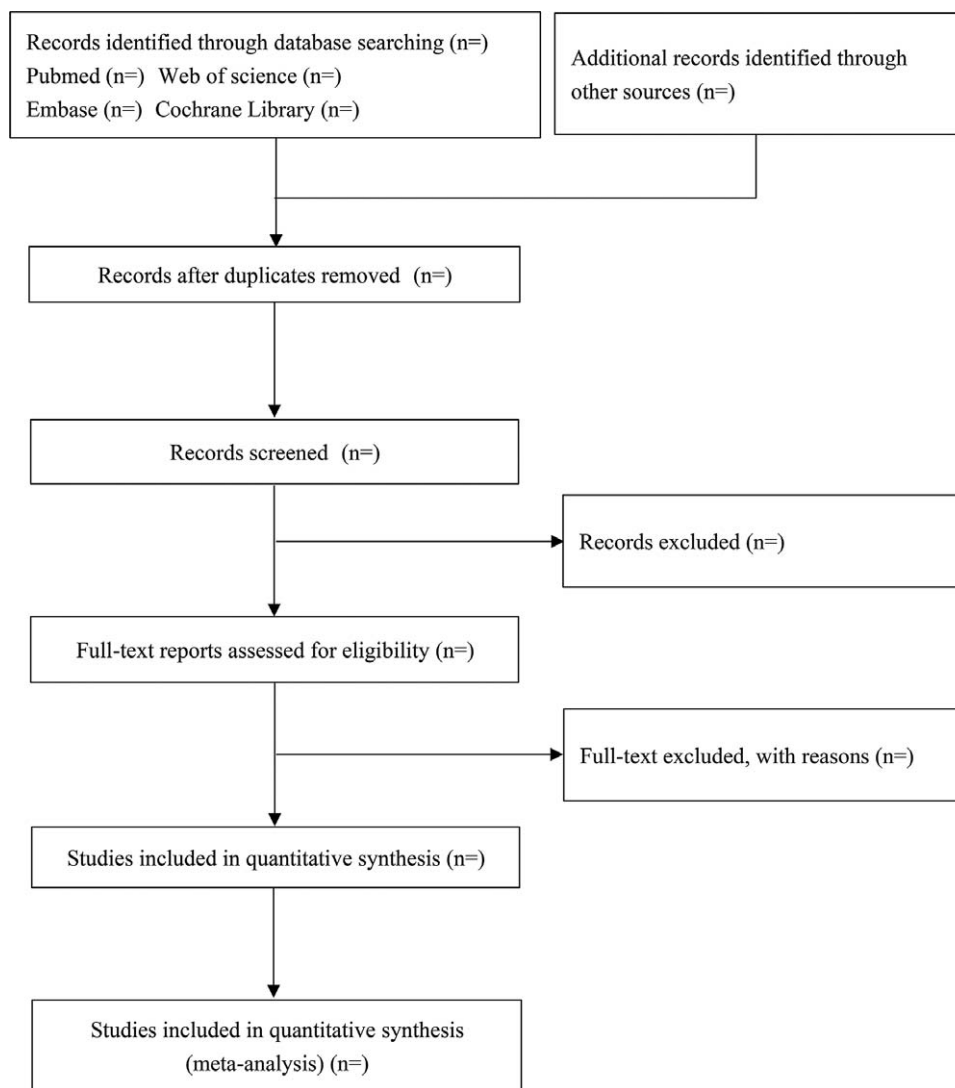 Records identified through database searching (n=)
Pubmed (n=) Web of science (n=)
Embase (n=) Cochrane Library (n=)
Additional records identified through
other sources (n=)
Records after duplicates removed (n=)
Records screened (n=)
Records excluded (n=)
Full-text reports assessed for eligibility (n=)
Full-text excluded, with reasons (n=)
Studies included in quantitative synthesis (n=)
Studies included in quantitative synthesis
(meta-analysis) (n=)